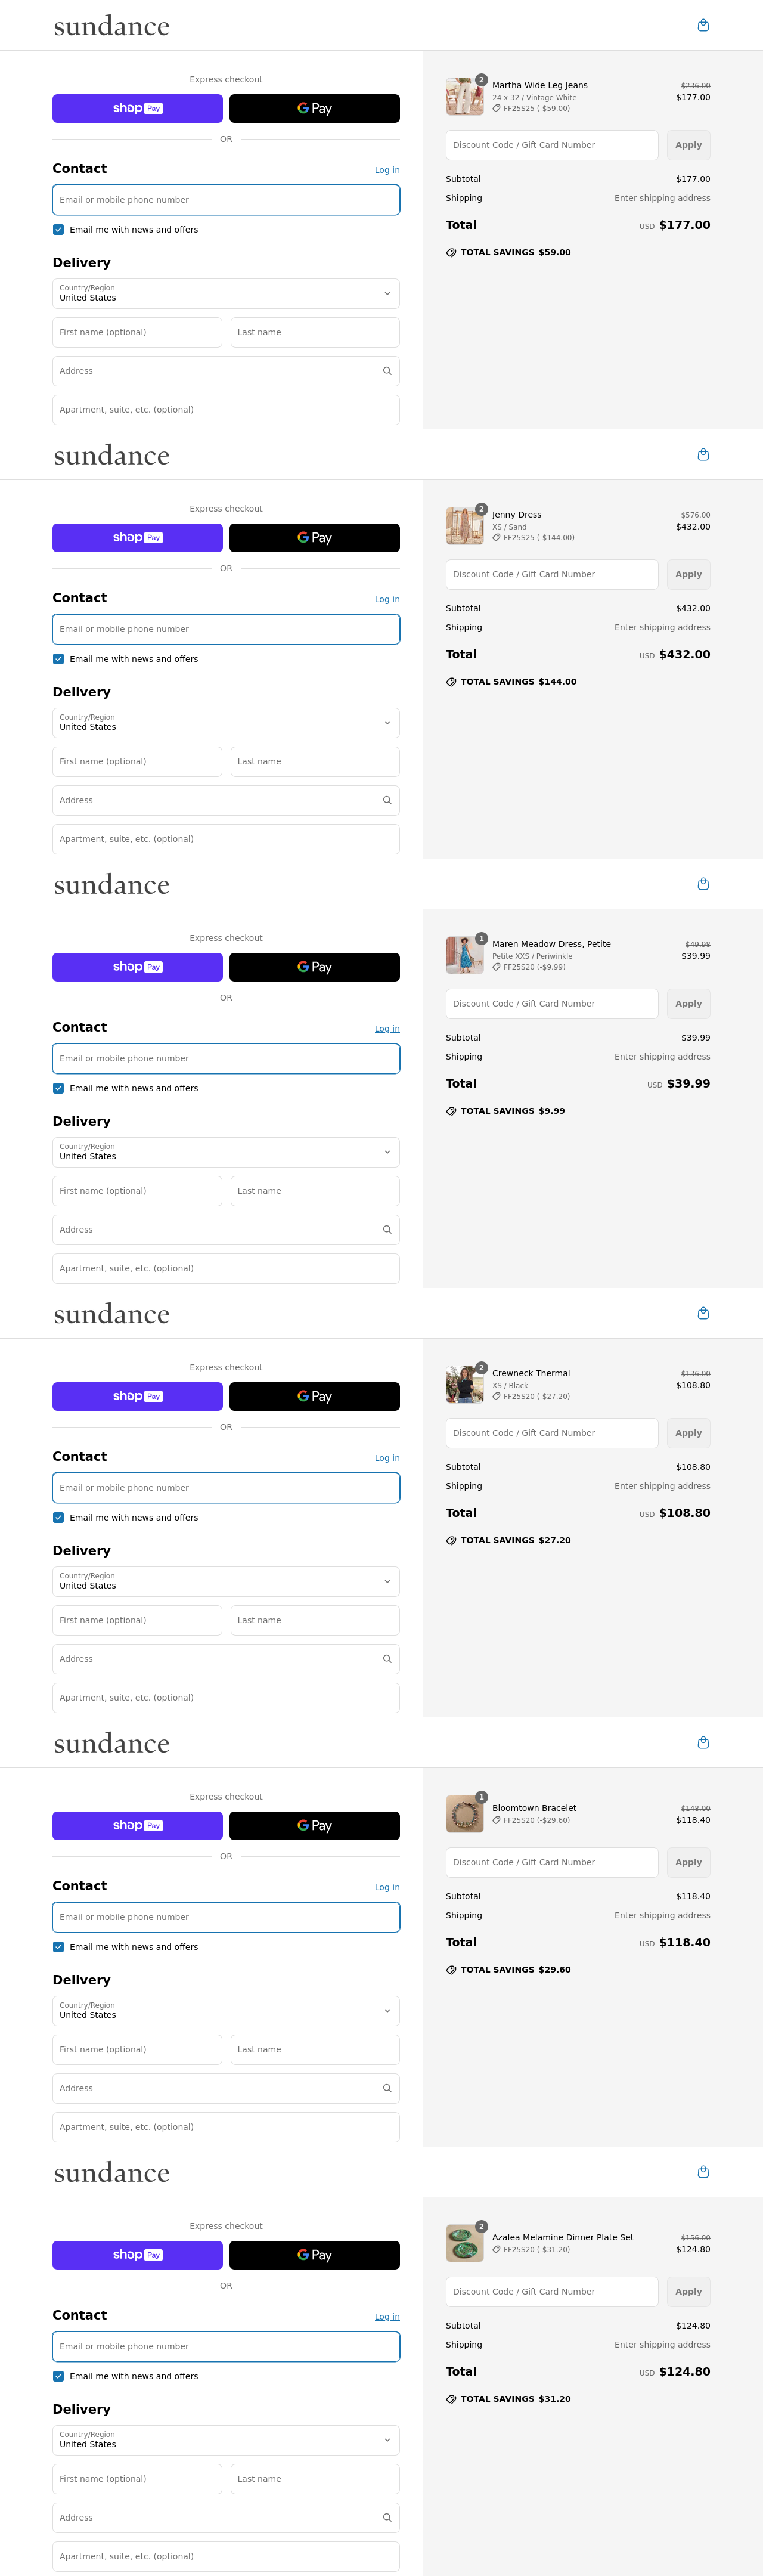 sundance
Express checkout
shop Pay
G Pay
OR
Contact
Log in
Email or mobile phone number
Email me with news and offers
Delivery
Country/Region
United States
First name (optional)
Last name
Address
Apartment, suite, etc. (optional)
2
Martha Wide Leg Jeans
$236.00
24 x 32 / Vintage White
$177.00
FF25S25 (-$59.00)
Discount Code / Gift Card Number
Apply
Subtotal
$177.00
Shipping
Enter shipping address
Total
USD $177.00
TOTAL SAVINGS $59.00
sundance
Express checkout
shop Pay
G Pay
OR
Contact
Log in
Email or mobile phone number
Email me with news and offers
Delivery
Country/Region
United States
First name (optional)
Last name
Address
Apartment, suite, etc. (optional)
2
Jenny Dress
$576.00
XS / Sand
$432.00
FF25S25 (-$144.00)
Discount Code / Gift Card Number
Apply
Subtotal
$432.00
Shipping
Enter shipping address
Total
USD $432.00
TOTAL SAVINGS $144.00
sundance
Express checkout
shop Pay
G Pay
OR
Contact
Log in
Email or mobile phone number
Email me with news and offers
Delivery
Country/Region
United States
First name (optional)
Last name
Address
Apartment, suite, etc. (optional)
1
Maren Meadow Dress, Petite
$49.98
Petite XXS / Periwinkle
$39.99
FF25S20 (-$9.99)
Discount Code / Gift Card Number
Apply
Subtotal
$39.99
Shipping
Enter shipping address
Total
USD $39.99
TOTAL SAVINGS $9.99
sundance
Express checkout
shop Pay
G Pay
OR
Contact
Log in
Email or mobile phone number
Email me with news and offers
Delivery
Country/Region
United States
First name (optional)
Last name
Address
Apartment, suite, etc. (optional)
2
Crewneck Thermal
$136.00
XS / Black
$108.80
FF25S20 (-$27.20)
Discount Code / Gift Card Number
Apply
Subtotal
$108.80
Shipping
Enter shipping address
Total
USD $108.80
TOTAL SAVINGS $27.20
sundance
Express checkout
shop Pay
G Pay
OR
Contact
Log in
Email or mobile phone number
Email me with news and offers
Delivery
Country/Region
United States
First name (optional)
Last name
Address
Apartment, suite, etc. (optional)
1
Bloomtown Bracelet
$148.00
FF25S20 (-$29.60)
$118.40
Discount Code / Gift Card Number
Apply
Subtotal
$118.40
Shipping
Enter shipping address
Total
USD $118.40
TOTAL SAVINGS $29.60
sundance
Express checkout
shop Pay
G Pay
OR
Contact
Log in
Email or mobile phone number
Email me with news and offers
Delivery
Country/Region
United States
First name (optional)
Last name
Address
Apartment, suite, etc. (optional)
2
Azalea Melamine Dinner Plate Set
$156.00
FF25S20 (-$31.20)
$124.80
Discount Code / Gift Card Number
Apply
Subtotal
$124.80
Shipping
Enter shipping address
Total
USD $124.80
TOTAL SAVINGS $31.20